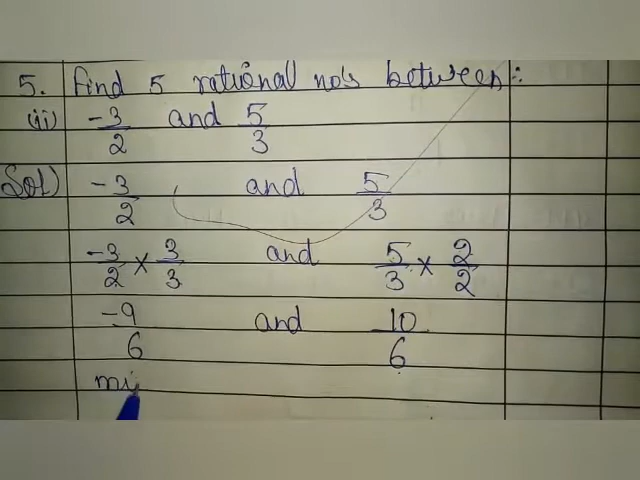 5. Find 5 rational no's between:
(ii) -3/2 and 5/3
Sol) -3/2 and 5/3
-3/2 × 3/3 and 5/3 × 2/2
-9/6 and 10/6
mi